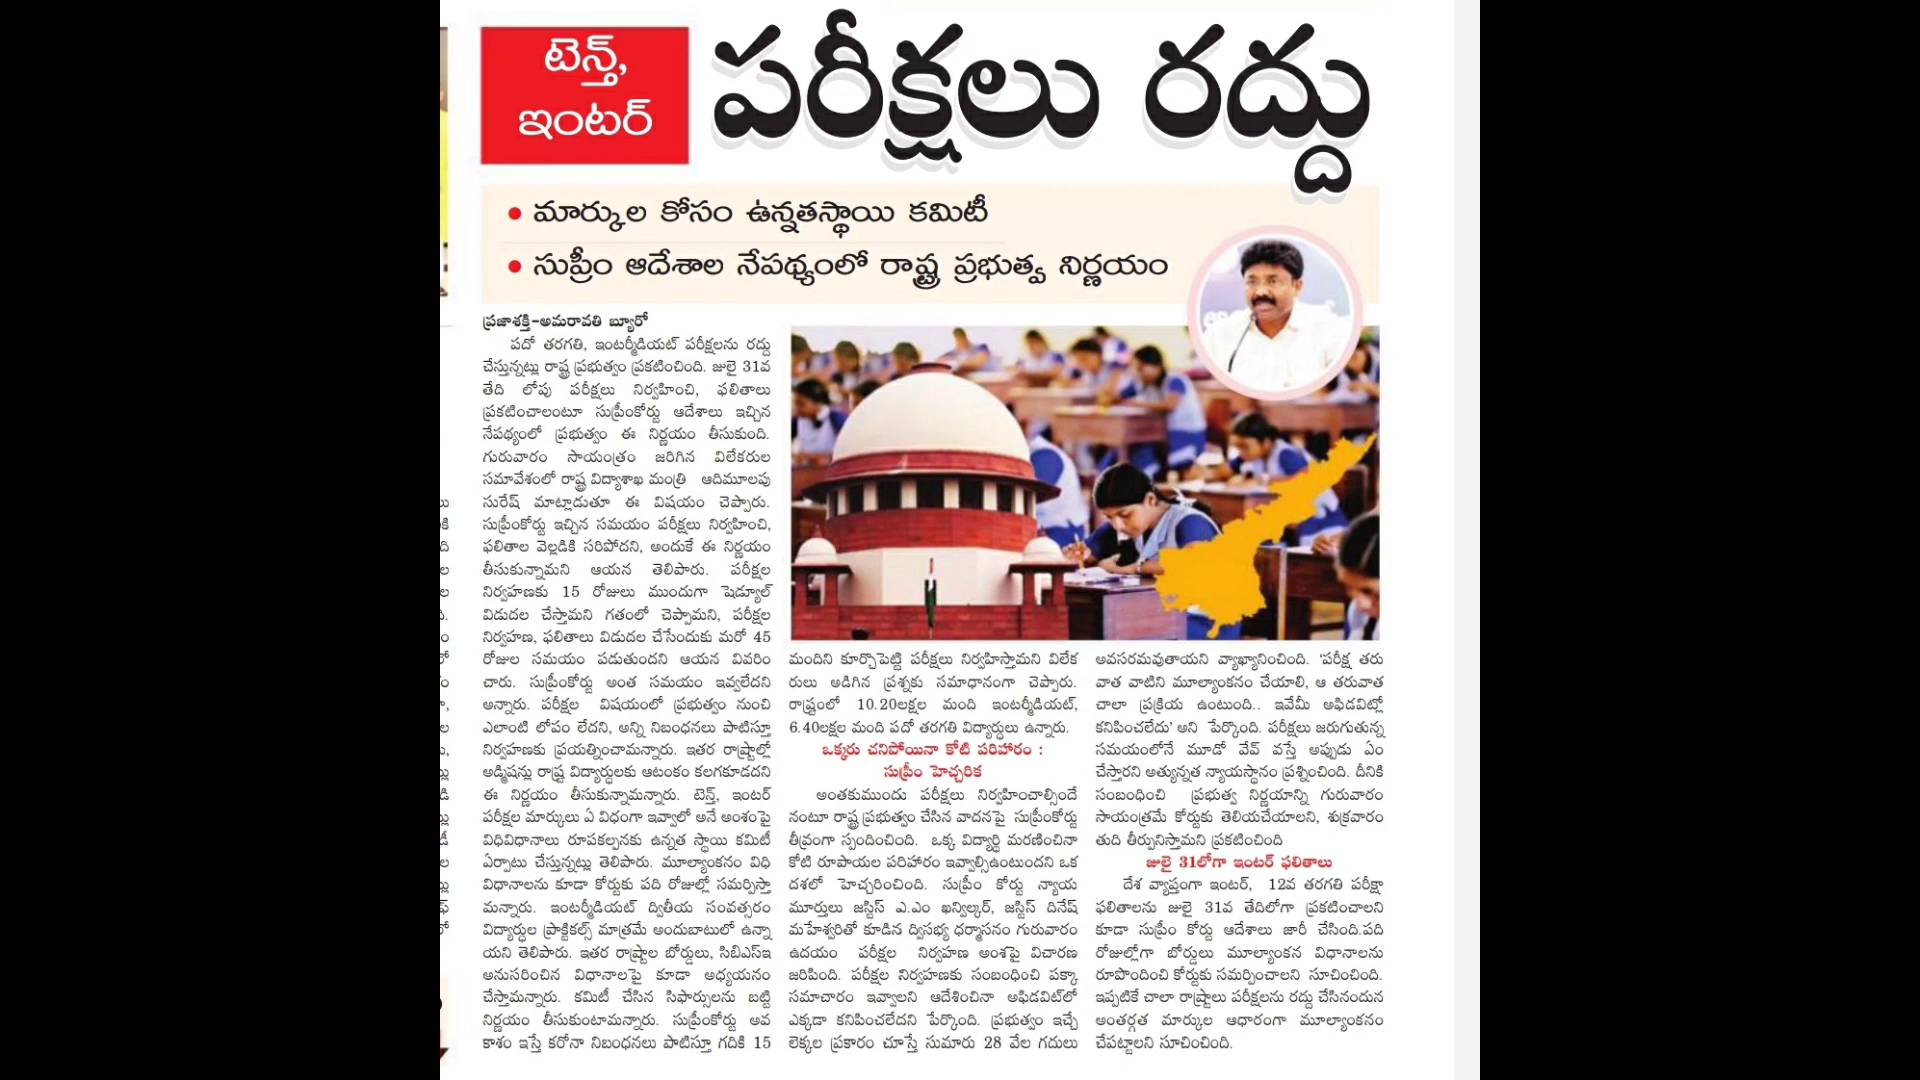 టెన్త్,
ఇంటర్
పరీక్షలు రద్దు
• మార్కుల కోసం ఉన్నతస్థాయి కమిటీ
• సుప్రీం ఆదేశాల నేపథ్యంలో రాష్ట్ర ప్రభుత్వ నిర్ణయం
ప్రజాశక్తి-అమరావతి బ్యూరో
పదో తరగతి, ఇంటర్మీడియట్ పరీక్షలను రద్దు
చేస్తున్నట్లు రాష్ట్ర ప్రభుత్వం ప్రకటించింది. జులై 31వ
తేది లోపు పరీక్షలు నిర్వహించి, ఫలితాలు
ప్రకటించాలంటూ సుప్రీంకోర్టు ఆదేశాలు ఇచ్చిన
నేపథ్యంలో ప్రభుత్వం ఈ నిర్ణయం తీసుకుంది.
గురువారం సాయంత్రం జరిగిన విలేకరుల
సమావేశంలో రాష్ట్ర విద్యాశాఖ మంత్రి ఆదిమూలపు
సురేష్ మాట్లాడుతూ ఈ విషయం చెప్పారు.
సుప్రీంకోర్టు ఇచ్చిన సమయం పరీక్షలు నిర్వహించి,
ఫలితాల వెల్లడికి సరిపోదని, అందుకే ఈ నిర్ణయం
తీసుకున్నామని ఆయన తెలిపారు. పరీక్షల
నిర్వహణకు 15 రోజులు ముందుగా షెడ్యూల్
విడుదల చేస్తామని గతంలో చెప్పామని, పరీక్షల
నిర్వహణ, ఫలితాలు విడుదల చేసేందుకు మరో 45
రోజుల సమయం పడుతుందని ఆయన వివరిం
చారు. సుప్రీంకోర్టు అంత సమయం ఇవ్వలేదని
అన్నారు. పరీక్షల విషయంలో ప్రభుత్వం నుంచి
ఎలాంటి లోపం లేదని, అన్ని నిబంధనలు పాటిస్తూ
నిర్వహణకు ప్రయత్నించామన్నారు. ఇతర రాష్ట్రాల్లో
అడ్మిషన్లు రాష్ట్ర విద్యార్థులకు ఆటంకం కలగకూడదని
ఈ నిర్ణయం తీసుకున్నామన్నారు. టెన్త్, ఇంటర్
పరీక్షల మార్కులు ఏ విధంగా ఇవ్వాలో అనే అంశంపై
విధివిధానాలు రూపకల్పనకు ఉన్నత స్థాయి కమిటీ
ఏర్పాటు చేస్తున్నట్లు తెలిపారు. మూల్యాంకనం విధి
విధానాలను కూడా కోర్టుకు పది రోజుల్లో సమర్పిస్తా
మన్నారు. ఇంటర్మీడియట్ ద్వితీయ సంవత్సరం
విద్యార్థుల ప్రాక్టికల్స్ మాత్రమే అందుబాటులో ఉన్నా
యని తెలిపారు. ఇతర రాష్ట్రాల బోర్డులు, సిబిఎస్ఇ
అనుసరించిన విధానాలపై కూడా అధ్యయనం
చేస్తామన్నారు. కమిటీ చేసిన సిఫార్సులను బట్టి
నిర్ణయం తీసుకుంటామన్నారు. సుప్రీంకోర్టు అవ
కాశం ఇస్తే కరోనా నిబంధనలు పాటిస్తూ గదికి 15
మందిని కూర్చొపెట్టి పరీక్షలు నిర్వహిస్తామని విలేక
రులు అడిగిన ప్రశ్నకు సమాధానంగా చెప్పారు.
రాష్ట్రంలో 10.20లక్షల మంది ఇంటర్మీడియట్,
6.40లక్షల మంది పదో తరగతి విద్యార్థులు ఉన్నారు.
ఒక్కరు చనిపోయినా కోటి పరిహారం :
సుప్రీం హెచ్చరిక
అంతకుముందు పరీక్షలు నిర్వహించాల్సిందే
నంటూ రాష్ట్ర ప్రభుత్వం చేసిన వాదనపై సుప్రీంకోర్టు
తీవ్రంగా స్పందించింది. ఒక్క విద్యార్థి మరణించినా
కోటి రూపాయల పరిహారం ఇవ్వాల్సిఉంటుందని ఒక
దశలో హెచ్చరించింది. సుప్రీం కోర్టు న్యాయ
మూర్తులు జస్టిస్ ఎ.ఎం ఖన్విల్కర్, జస్టిస్ దినేష్
మహేశ్వరితో కూడిన ద్విసభ్య ధర్మాసనం గురువారం
ఉదయం పరీక్షల నిర్వహణ అంశపై విచారణ
జరిపింది. పరీక్షల నిర్వహణకు సంబంధించి పక్కా
సమాచారం ఇవ్వాలని ఆదేశించినా అఫిడవిట్‌లో
ఎక్కడా కనిపించలేదని పేర్కొంది. ప్రభుత్వం ఇచ్చే
లెక్కల ప్రకారం చూస్తే సుమారు 28 వేల గదులు
అవసరమవుతాయని వ్యాఖ్యానించింది. 'పరీక్ష తరు
వాత వాటిని మూల్యాంకనం చేయాలి, ఆ తరువాత
చాలా ప్రక్రియ ఉంటుంది.. ఇవేమీ అఫిడవిట్లో
కనిపించలేదు' అని పేర్కొంది. పరీక్షలు జరుగుతున్న
సమయంలోనే మూడో వేవ్ వస్తే అప్పుడు ఏం
చేస్తారని అత్యున్నత న్యాయస్థానం ప్రశ్నించింది. దీనికి
సంబంధించి ప్రభుత్వ నిర్ణయాన్ని గురువారం
సాయంత్రమే కోర్టుకు తెలియచేయాలని, శుక్రవారం
తుది తీర్పునిస్తామని ప్రకటించింది
జులై 31లోగా ఇంటర్ ఫలితాలు
దేశ వ్యాప్తంగా ఇంటర్, 12వ తరగతి పరీక్షా
ఫలితాలను జులై 31వ తేదిలోగా ప్రకటించాలని
కూడా సుప్రీం కోర్టు ఆదేశాలు జారీ చేసింది.పది
రోజుల్లోగా బోర్డులు మూల్యాంకన విధానాలను
రూపొందించి కోర్టుకు సమర్పించాలని సూచించింది.
ఇప్పటికే చాలా రాష్ట్రాలు పరీక్షలను రద్దు చేసినందున
అంతర్గత మార్కుల ఆధారంగా మూల్యాంకనం
చేపట్టాలని సూచించింది.